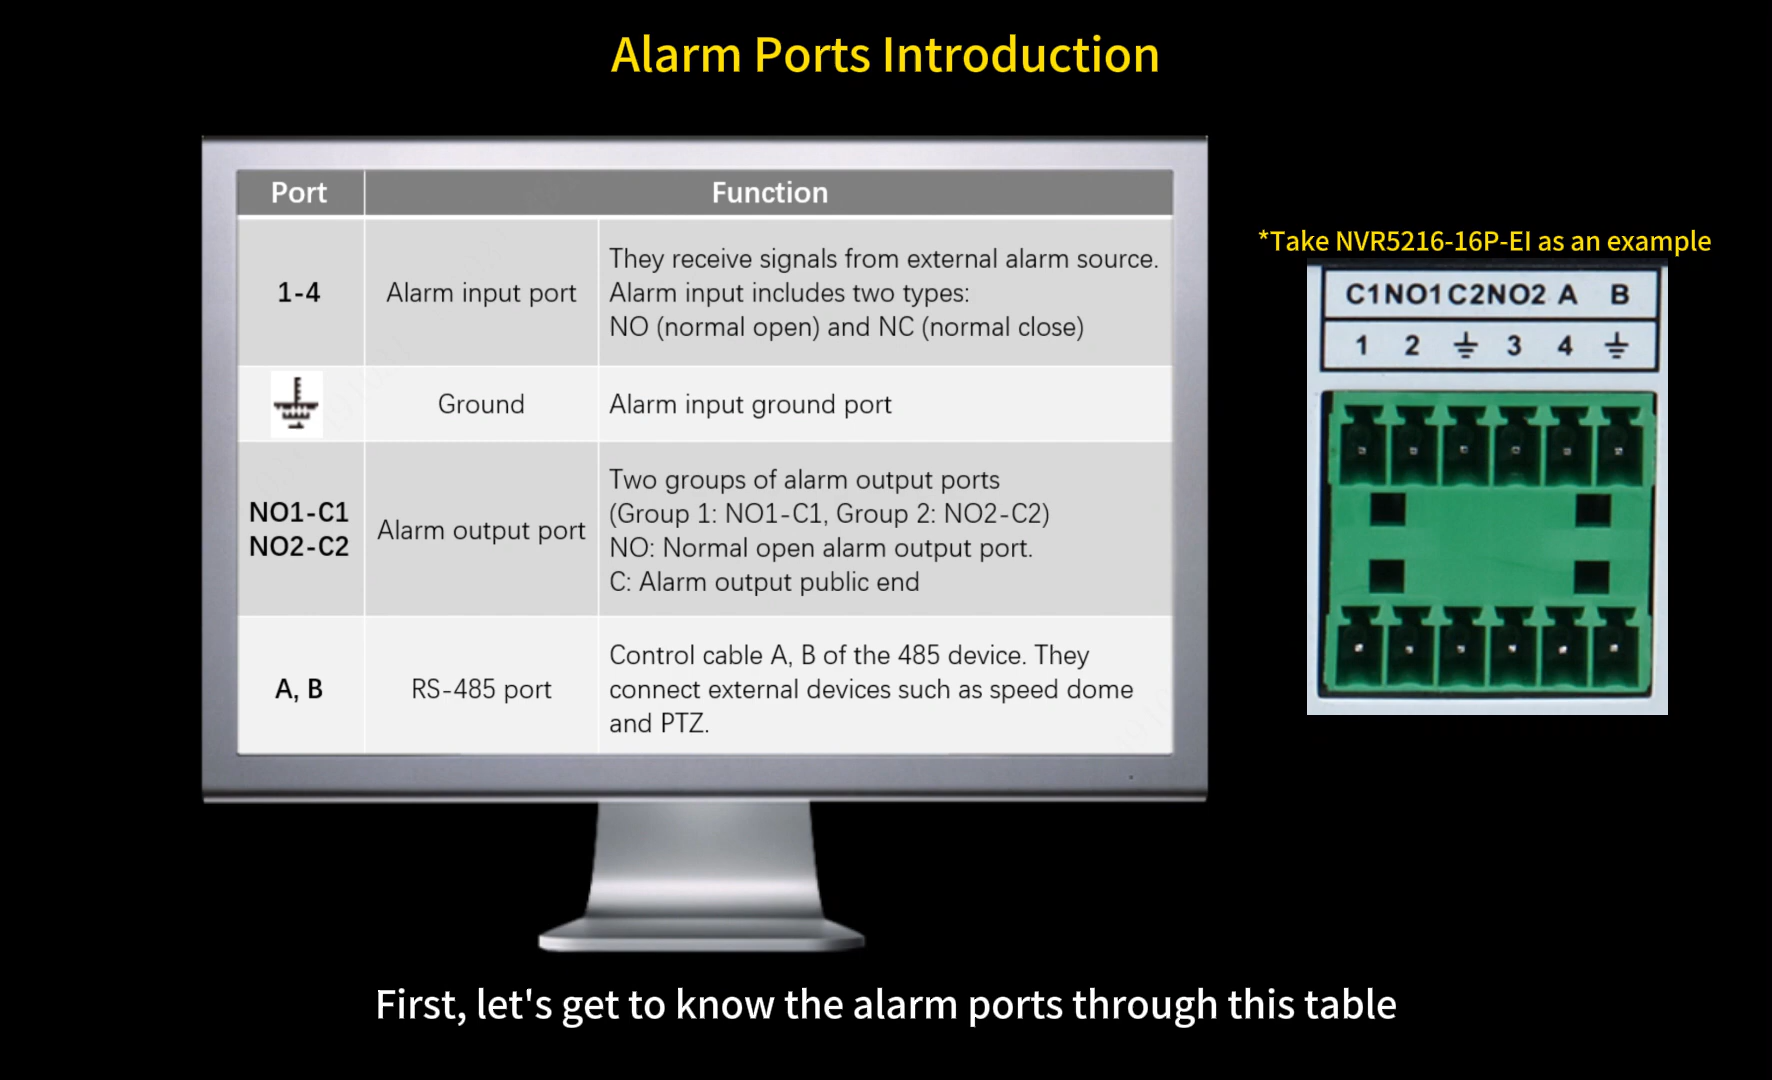 Alarm Ports Introduction
Port
Function
1-4
Alarm input port
They receive signals from external alarm source.
Alarm input includes two types:
NO (normal open) and NC (normal close)
Ground
Alarm input ground port
NO1-C1
NO2-C2
Alarm output port
Two groups of alarm output ports
(Group 1: NO1-C1, Group 2: NO2-C2)
NO: Normal open alarm output port.
C: Alarm output public end
A, B
RS-485 port
Control cable A, B of the 485 device. They
connect external devices such as speed dome
and PTZ.
*Take NVR5216-16P-EI as an example
C1 NO1 C2 NO2 A B
1 2 ⏚ 3 4 ⏚
First, let's get to know the alarm ports through this table